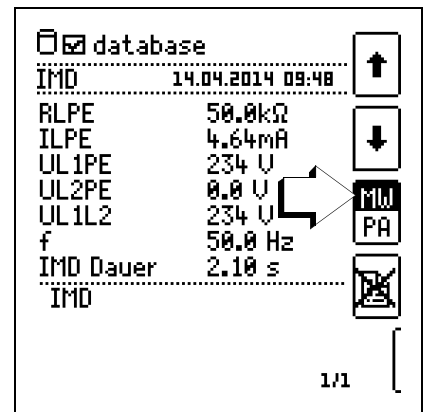 database
IMD 14.04.2014 09:48
RLPE 50.0kΩ
ILPE 4.64mA
UL1PE 234 V
UL2PE 0.0 V
UL1L2 234 V
f 50.0 Hz
IMD Dauer 2.10 s
IMD
MW
PA
1/1